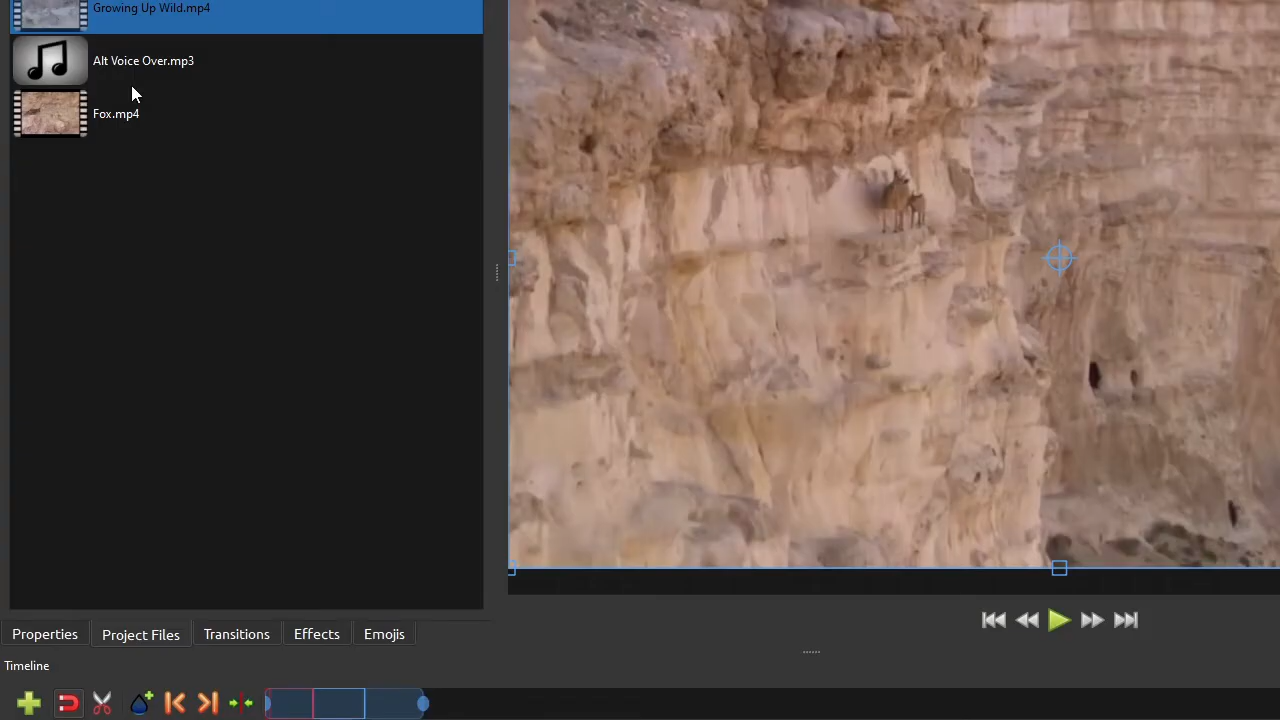 Growing Up Wild.mp4
Alt Voice Over.mp3
Fox.mp4
Properties
Project Files
Transitions
Effects
Emojis
Timeline